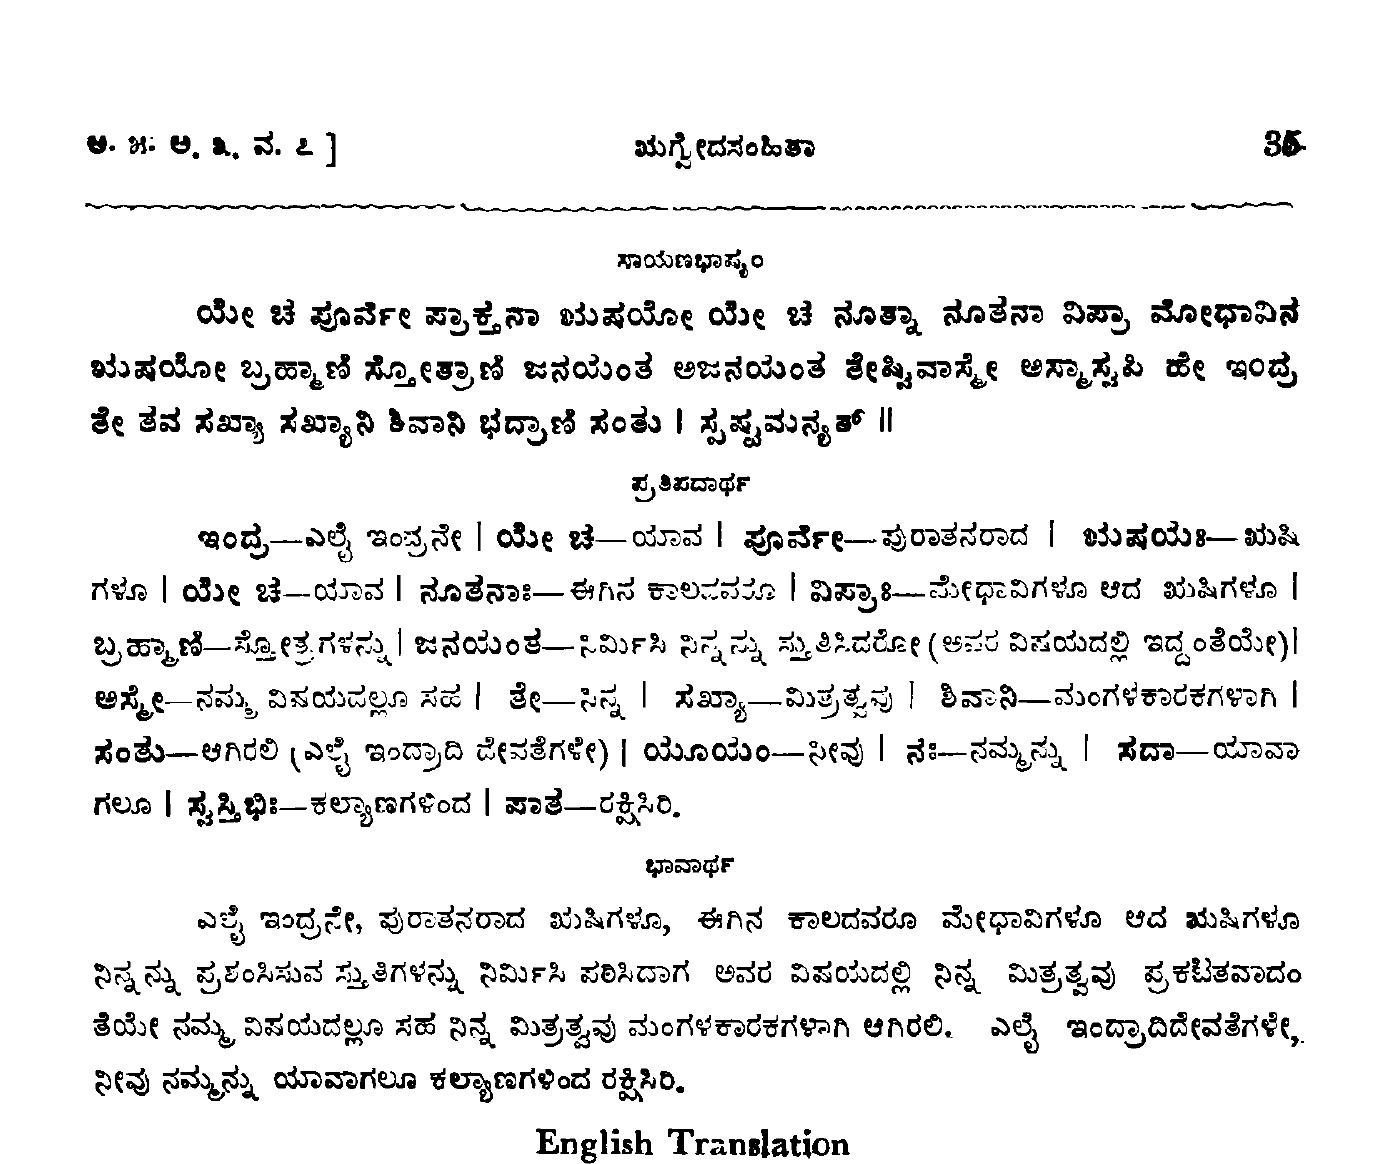 ಅ. ೫. ಅ. ೩. ವ. ೭ ]	ಋಗ್ವೇದಸಂಹಿತಾ
ಸಾಯಣಭಾಷ್ಯಂ
ಯೇ ಚ ಪೂರ್ವೇ ಪ್ರಾಕ್ತನಾ ಋಷಯೋ ಯೇ ಚ ನೂತ್ನಾ ನೂತನಾ ವಿಪ್ರಾ ಮೇಧಾವಿನ
ಋಷಯೋ ಬ್ರಹ್ಮಾಣಿ ಸ್ತೋತ್ರಾಣಿ ಜನಯಂತ ಅಜನಯಂತ ತೇಷ್ವಿವಾಸ್ಮೇ ಅಸ್ಮಾಸ್ವಪಿ ಹೇ ಇಂದ್ರ
ತೇ ತವ ಸಖ್ಯಾ ಸಖ್ಯಾನಿ ಶಿವಾನಿ ಭದ್ರಾಣಿ ಸಂತು | ಸ್ಪಷ್ಟಮನ್ಯತ್ ||
ಪ್ರತಿಪದಾರ್ಥ
ಇಂದ್ರ—ಎಲೈ ಇಂದ್ರನೇ | ಯೇ ಚ—ಯಾವ | ಪೂರ್ವೇ—ಪುರಾತನರಾದ | ಋಷಯಃ—ಋಷಿ
ಗಳೂ | ಯೇ ಚ—ಯಾವ | ನೂತನಾಃ—ಈಗಿನ ಕಾಲದವರೂ | ವಿಪ್ರಾಃ—ಮೇಧಾವಿಗಳೂ ಆದ ಋಷಿಗಳೂ |
ಬ್ರಹ್ಮಾಣಿ—ಸ್ತೋತ್ರಗಳನ್ನು | ಜನಯಂತ—ನಿರ್ಮಿಸಿ ನಿನ್ನನ್ನು ಸ್ತುತಿಸಿದರೋ (ಅವರ ವಿಷಯದಲ್ಲಿ ಇದ್ದಂತೆಯೇ) |
ಅಸ್ಮೇ—ನಮ್ಮ ವಿಷಯದಲ್ಲೂ ಸಹ | ತೇ—ನಿನ್ನ | ಸಖ್ಯಾ—ಮಿತ್ರತ್ವವು | ಶಿವಾನಿ—ಮಂಗಳಕಾರಕಗಳಾಗಿ |
ಸಂತು—ಆಗಿರಲಿ (ಎಲೈ ಇಂದ್ರಾದಿ ದೇವತೆಗಳೇ) | ಯೂಯಂ—ನೀವು | ನಃ—ನಮ್ಮನ್ನು | ಸದಾ—ಯಾವಾ
ಗಲೂ | ಸ್ವಸ್ತಿಭಿಃ—ಕಲ್ಯಾಣಗಳಿಂದ | ಪಾತ—ರಕ್ಷಿಸಿರಿ.
ಭಾವಾರ್ಥ
ಎಲೈ ಇಂದ್ರನೇ, ಪುರಾತನರಾದ ಋಷಿಗಳೂ, ಈಗಿನ ಕಾಲದವರೂ ಮೇಧಾವಿಗಳೂ ಆದ ಋಷಿಗಳೂ
ನಿನ್ನನ್ನು ಪ್ರಶಂಸಿಸುವ ಸ್ತುತಿಗಳನ್ನು ನಿರ್ಮಿಸಿ ಪಠಿಸಿದಾಗ ಅವರ ವಿಷಯದಲ್ಲಿ ನಿನ್ನ ಮಿತ್ರತ್ವವು ಪ್ರಕಟಿತವಾದಂ
ತೆಯೇ ನಮ್ಮ ವಿಷಯದಲ್ಲೂ ಸಹ ನಿನ್ನ ಮಿತ್ರತ್ವವು ಮಂಗಳಕಾರಕಗಳಾಗಿ ಆಗಿರಲಿ. ಎಲೈ ಇಂದ್ರಾದಿದೇವತೆಗಳೇ,
ನೀವು ನಮ್ಮನ್ನು ಯಾವಾಗಲೂ ಕಲ್ಯಾಣಗಳಿಂದ ರಕ್ಷಿಸಿರಿ.
English Translation